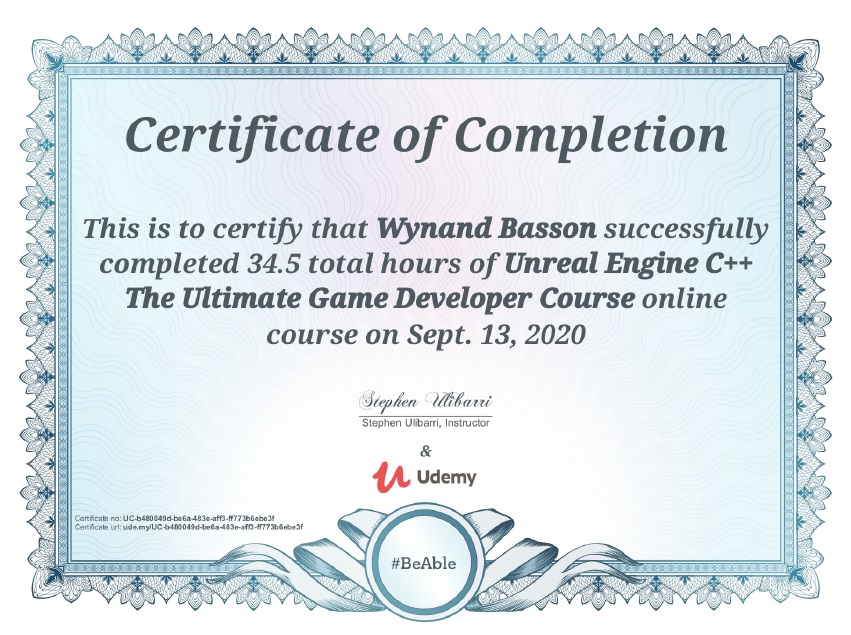 Certificate of Completion
This is to certify that Wynand Basson successfully
completed 34.5 total hours of Unreal Engine C++
The Ultimate Game Developer Course online
course on Sept. 13, 2020
Stephen Ulibarri
Stephen Ulibarri, Instructor
&
Udemy
Certificate no: UC-b480049d-be6a-483e-aff3-ff773b6ebe3f
Certificate url: ude.my/UC-b480049d-be6a-483e-aff3-ff773b6ebe3f
#BeAble